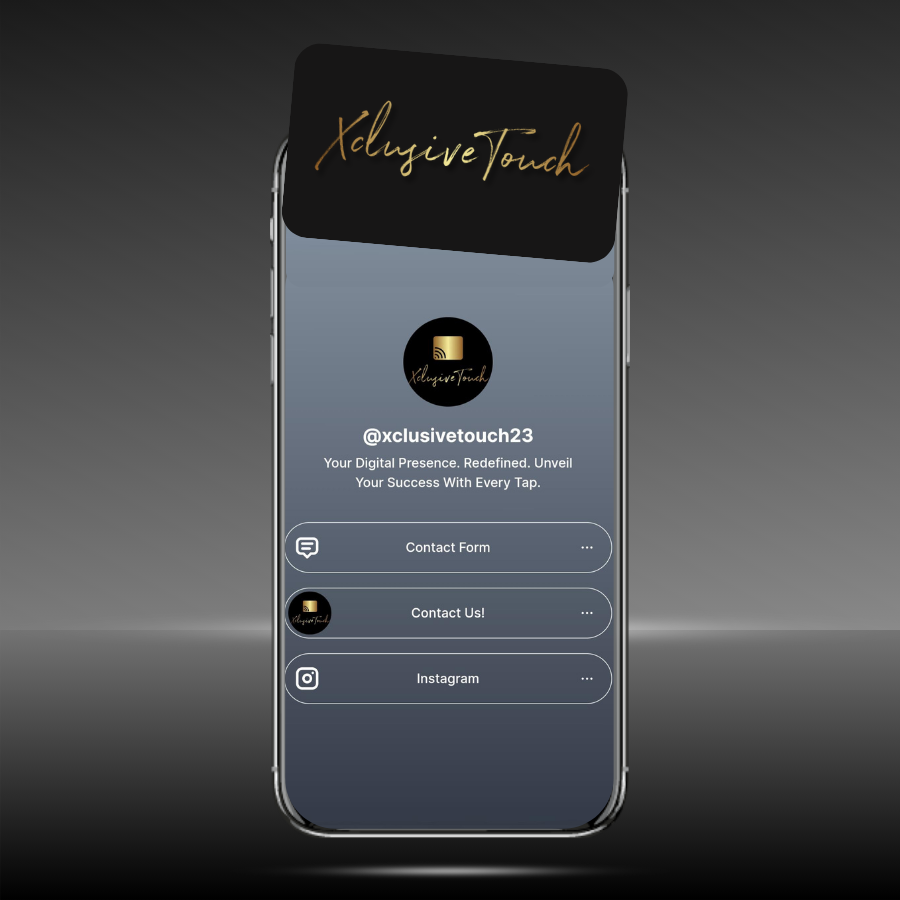 XclusiveTouch
XclusiveTouch
@xclusivetouch23
Your Digital Presence. Redefined. Unveil
Your Success With Every Tap.
Contact Form
XclusiveTouch
Contact Us!
Instagram